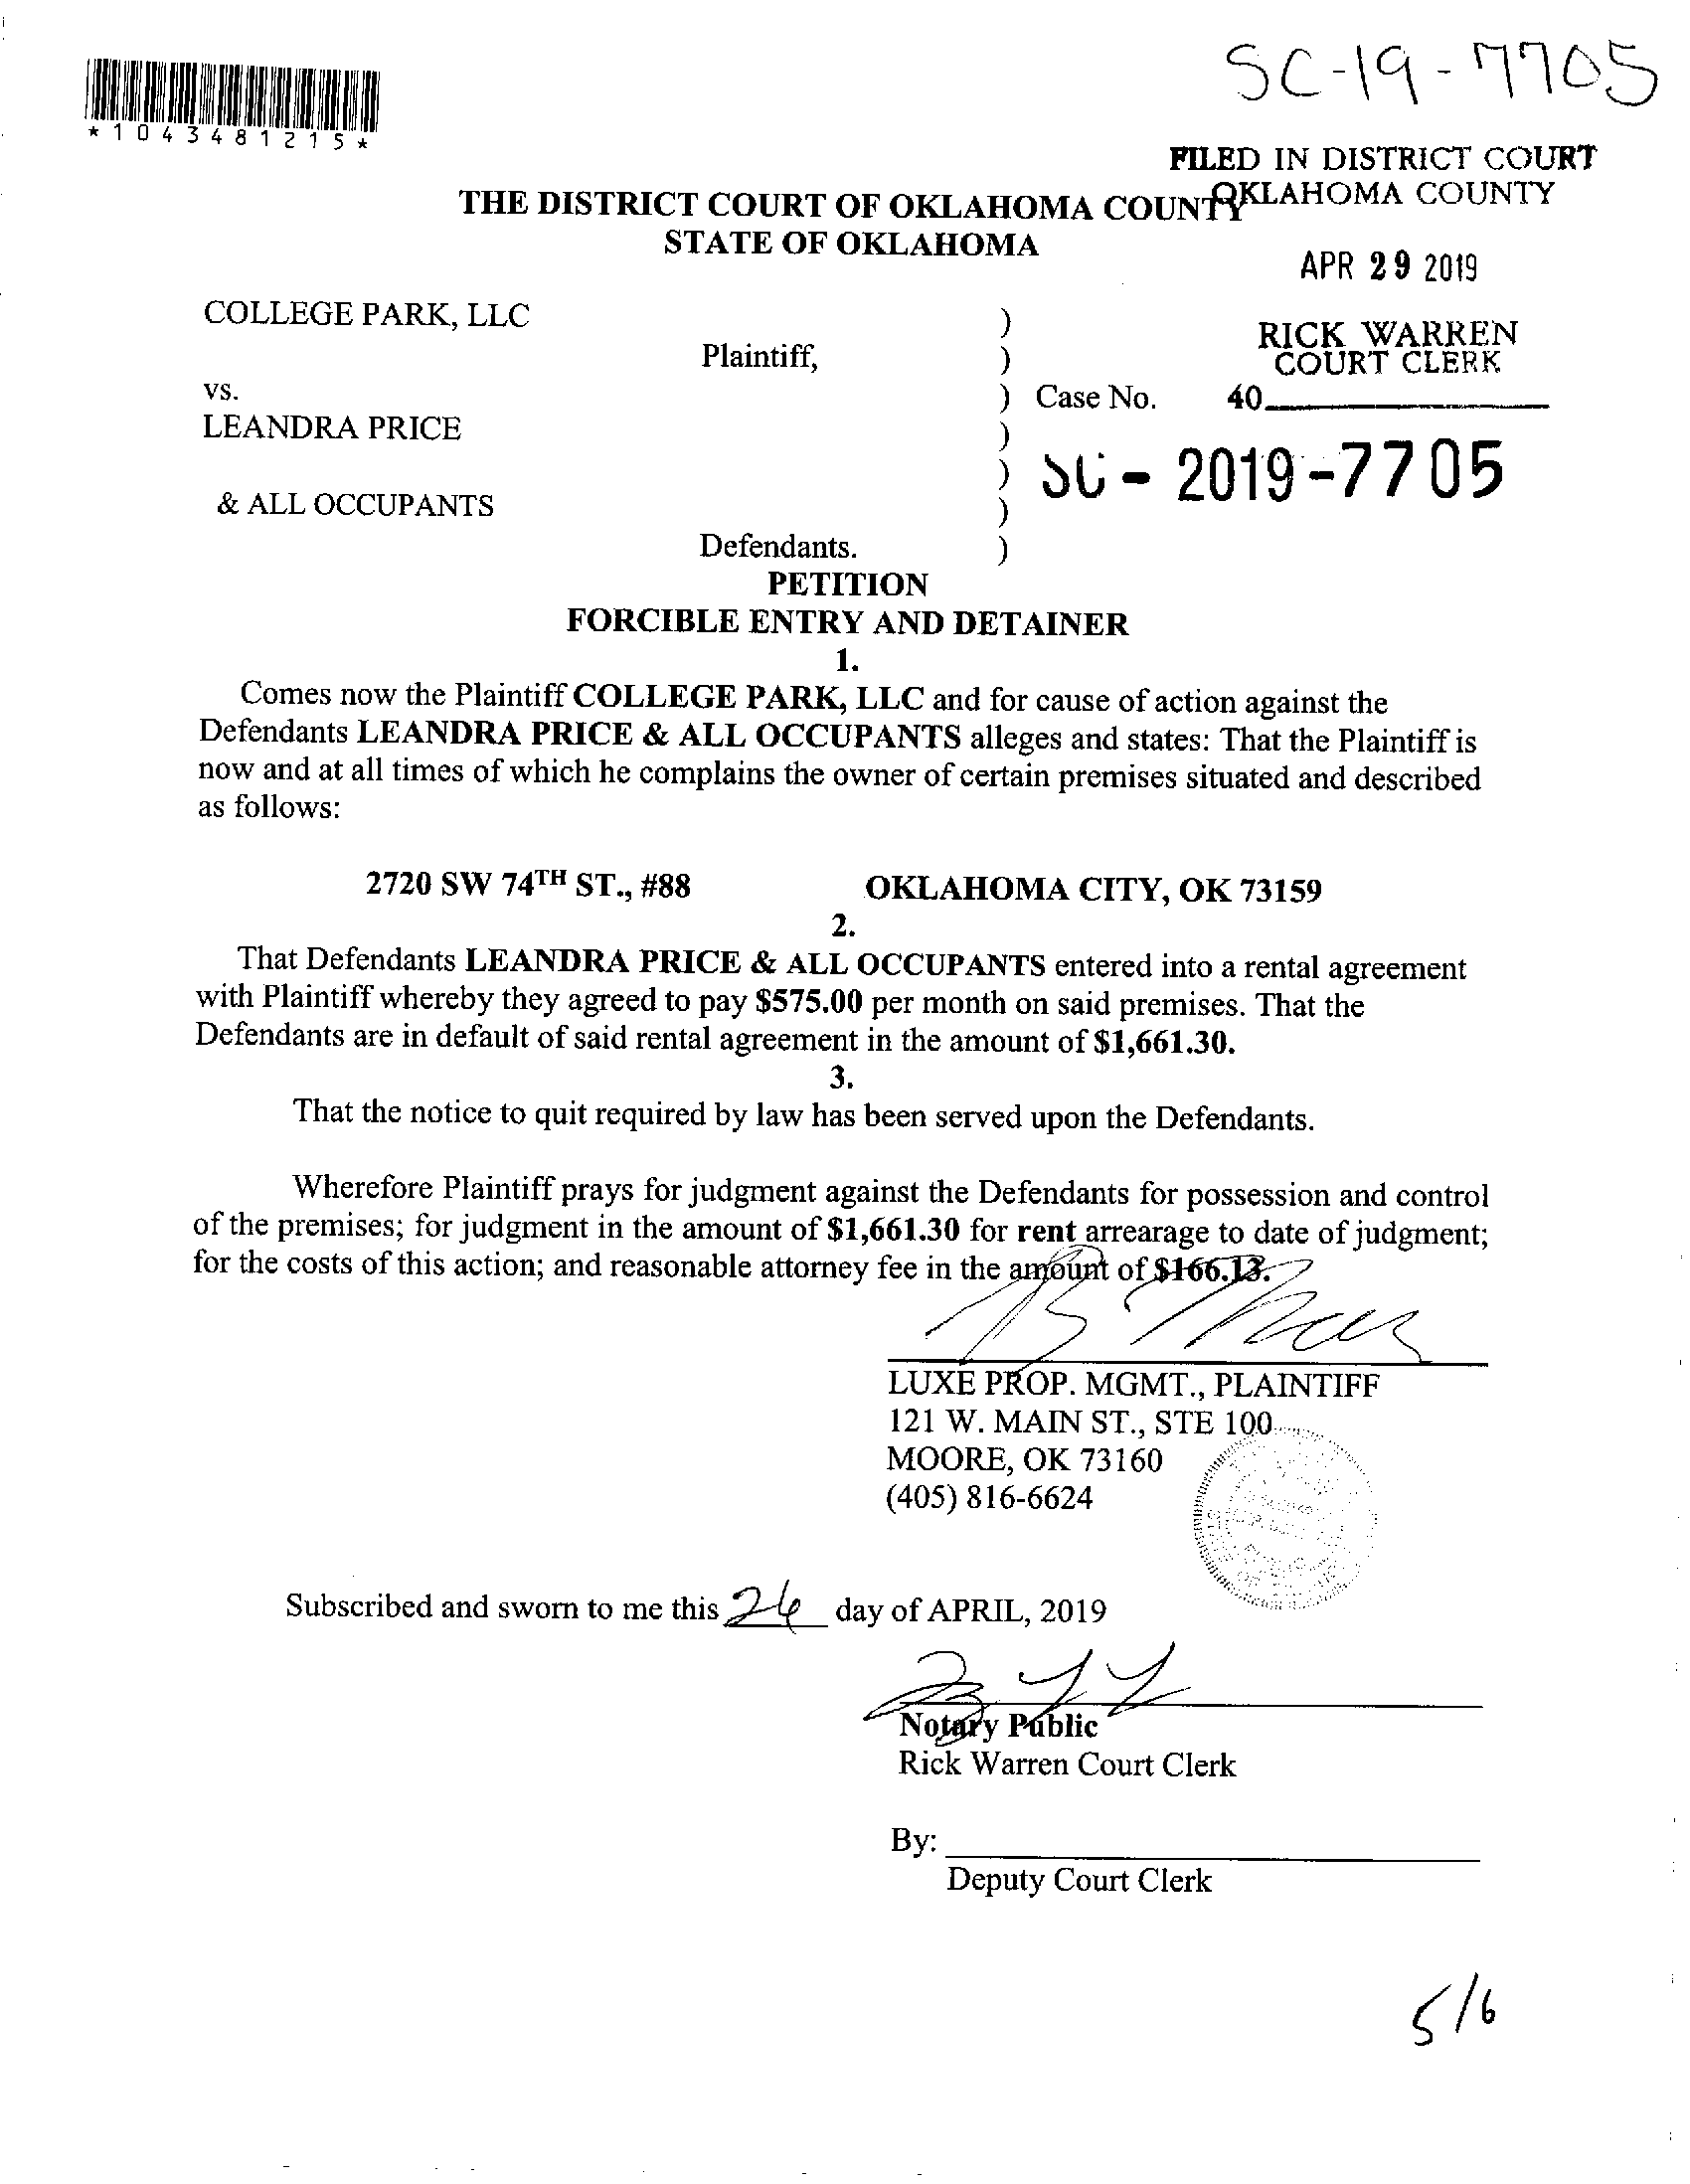 SC-19-7705
*1043481215*
FILED IN DISTRICT COURT
OKLAHOMA COUNTY
THE DISTRICT COURT OF OKLAHOMA COUNTY
STATE OF OKLAHOMA
APR 29 2019
COLLEGE PARK, LLC )
RICK WARREN
Plaintiff, )
COURT CLERK
vs. ) Case No. 40
LEANDRA PRICE )
) SC - 2019-7705
& ALL OCCUPANTS )
Defendants. )
PETITION
FORCIBLE ENTRY AND DETAINER
1.
Comes now the Plaintiff COLLEGE PARK, LLC and for cause of action against the
Defendants LEANDRA PRICE & ALL OCCUPANTS alleges and states: That the Plaintiff is
now and at all times of which he complains the owner of certain premises situated and described
as follows:
2720 SW 74TH ST., #88 OKLAHOMA CITY, OK 73159
2.
That Defendants LEANDRA PRICE & ALL OCCUPANTS entered into a rental agreement
with Plaintiff whereby they agreed to pay $575.00 per month on said premises. That the
Defendants are in default of said rental agreement in the amount of $1,661.30.
3.
That the notice to quit required by law has been served upon the Defendants.
Wherefore Plaintiff prays for judgment against the Defendants for possession and control
of the premises; for judgment in the amount of $1,661.30 for rent arrearage to date of judgment;
for the costs of this action; and reasonable attorney fee in the amount of $166.13.
LUXE PROP. MGMT., PLAINTIFF
121 W. MAIN ST., STE 100
MOORE, OK 73160
(405) 816-6624
Subscribed and sworn to me this 26 day of APRIL, 2019
Notary Public
Rick Warren Court Clerk
By:
Deputy Court Clerk
5/6